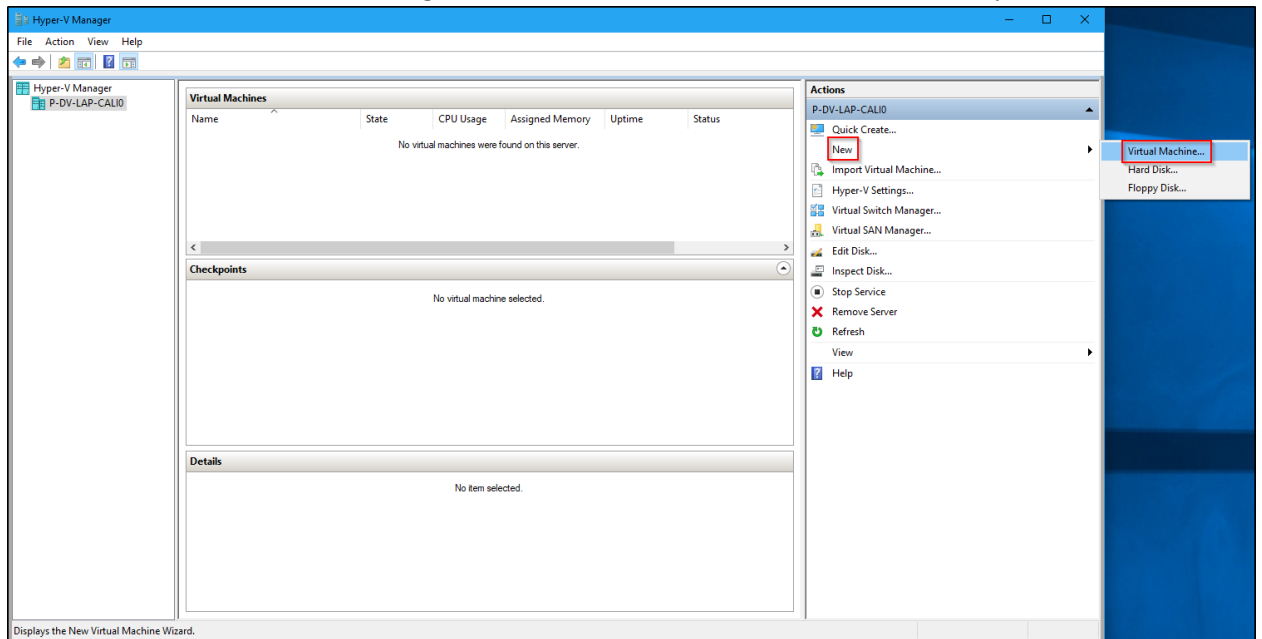 Hyper-V Manager
File Action View Help
Hyper-V Manager
P-DV-LAP-CALI0
Virtual Machines
Name State CPU Usage Assigned Memory Uptime Status
No virtual machines were found on this server.
Checkpoints
No virtual machine selected.
Details
No item selected.
Actions
P-DV-LAP-CALI0
Quick Create...
New
Import Virtual Machine...
Hyper-V Settings...
Virtual Switch Manager...
Virtual SAN Manager...
Edit Disk...
Inspect Disk...
Stop Service
Remove Server
Refresh
View
Help
Virtual Machine...
Hard Disk...
Floppy Disk...
Displays the New Virtual Machine Wizard.